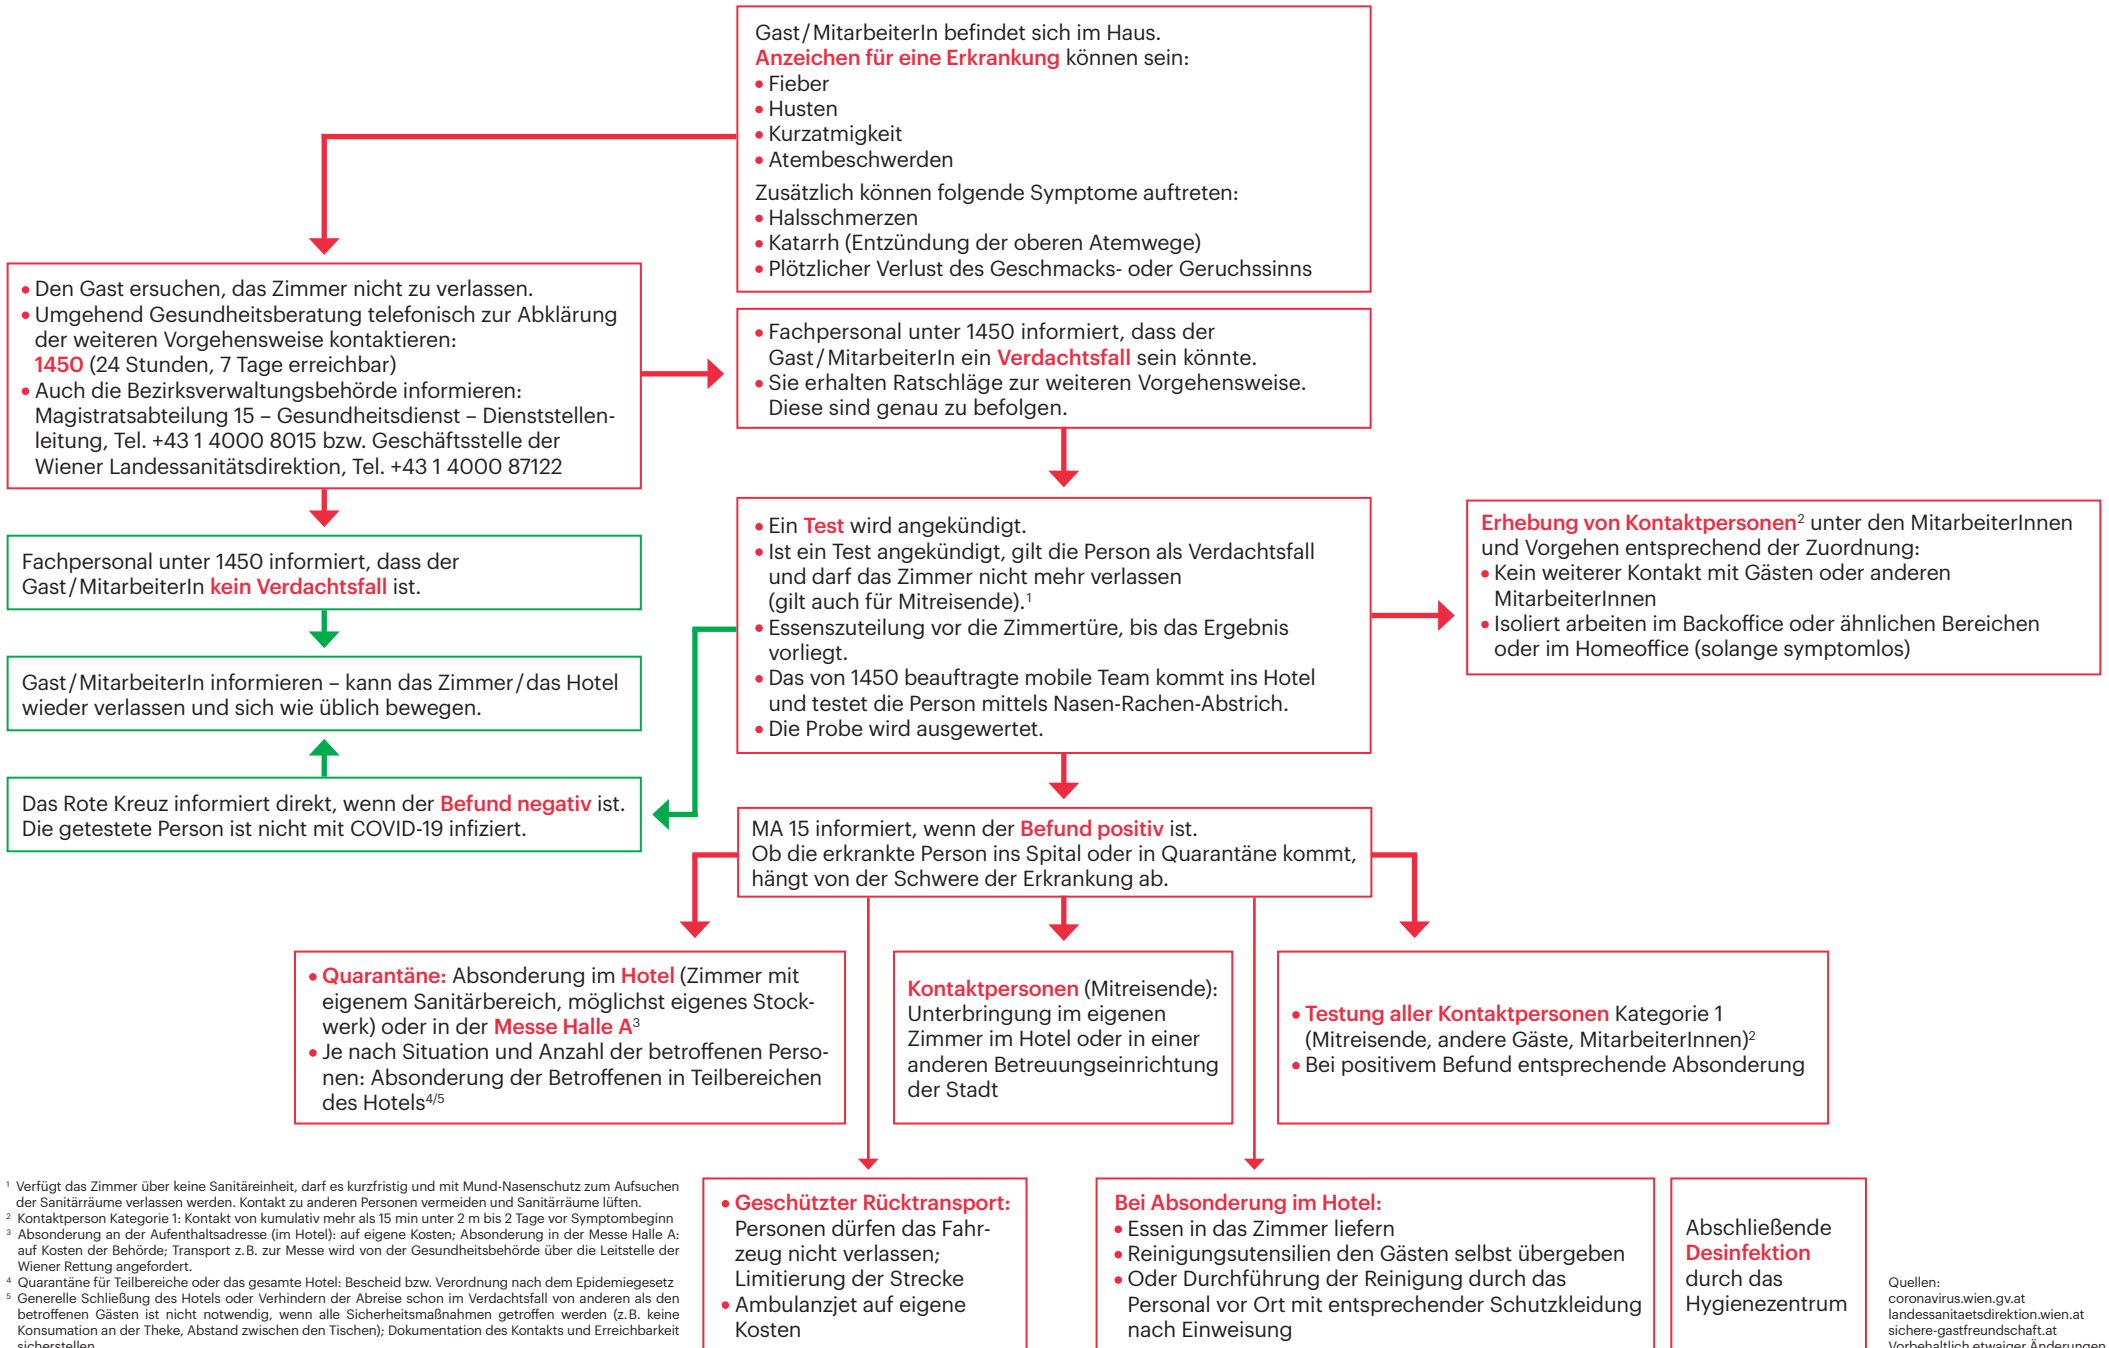 Gast/MitarbeiterIn befindet sich im Haus.
Anzeichen für eine Erkrankung können sein:
• Fieber
• Husten
• Kurzatmigkeit
• Atembeschwerden
Zusätzlich können folgende Symptome auftreten:
• Halsschmerzen
• Katarrh (Entzündung der oberen Atemwege)
• Plötzlicher Verlust des Geschmacks- oder Geruchssinns
• Den Gast ersuchen, das Zimmer nicht zu verlassen.
• Umgehend Gesundheitsberatung telefonisch zur Abklärung
der weiteren Vorgehensweise kontaktieren:
1450 (24 Stunden, 7 Tage erreichbar)
• Auch die Bezirksverwaltungsbehörde informieren:
Magistratsabteilung 15 – Gesundheitsdienst – Dienststellen-
leitung, Tel. +43 1 4000 8015 bzw. Geschäftsstelle der
Wiener Landessanitätsdirektion, Tel. +43 1 4000 87122
• Fachpersonal unter 1450 informiert, dass der
Gast/MitarbeiterIn ein Verdachtsfall sein könnte.
• Sie erhalten Ratschläge zur weiteren Vorgehensweise.
Diese sind genau zu befolgen.
Fachpersonal unter 1450 informiert, dass der
Gast/MitarbeiterIn kein Verdachtsfall ist.
Gast/MitarbeiterIn informieren – kann das Zimmer/das Hotel
wieder verlassen und sich wie üblich bewegen.
Das Rote Kreuz informiert direkt, wenn der Befund negativ ist.
Die getestete Person ist nicht mit COVID-19 infiziert.
• Ein Test wird angekündigt.
• Ist ein Test angekündigt, gilt die Person als Verdachtsfall
und darf das Zimmer nicht mehr verlassen
(gilt auch für Mitreisende).¹
• Essenszuteilung vor die Zimmertüre, bis das Ergebnis
vorliegt.
• Das von 1450 beauftragte mobile Team kommt ins Hotel
und testet die Person mittels Nasen-Rachen-Abstrich.
• Die Probe wird ausgewertet.
Erhebung von Kontaktpersonen² unter den MitarbeiterInnen
und Vorgehen entsprechend der Zuordnung:
• Kein weiterer Kontakt mit Gästen oder anderen
MitarbeiterInnen
• Isoliert arbeiten im Backoffice oder ähnlichen Bereichen
oder im Homeoffice (solange symptomlos)
MA 15 informiert, wenn der Befund positiv ist.
Ob die erkrankte Person ins Spital oder in Quarantäne kommt,
hängt von der Schwere der Erkrankung ab.
• Quarantäne: Absonderung im Hotel (Zimmer mit
eigenem Sanitärbereich, möglichst eigenes Stock-
werk) oder in der Messe Halle A³
• Je nach Situation und Anzahl der betroffenen Perso-
nen: Absonderung der Betroffenen in Teilbereichen
des Hotels⁴/⁵
Kontaktpersonen (Mitreisende):
Unterbringung im eigenen
Zimmer im Hotel oder in einer
anderen Betreuungseinrichtung
der Stadt
• Testung aller Kontaktpersonen Kategorie 1
(Mitreisende, andere Gäste, MitarbeiterInnen)²
• Bei positivem Befund entsprechende Absonderung
¹ Verfügt das Zimmer über keine Sanitäreinheit, darf es kurzfristig und mit Mund-Nasenschutz zum Aufsuchen
der Sanitärräume verlassen werden. Kontakt zu anderen Personen vermeiden und Sanitärräume lüften.
² Kontaktperson Kategorie 1: Kontakt von kumulativ mehr als 15 min unter 2 m bis 2 Tage vor Symptombeginn
³ Absonderung an der Aufenthaltsadresse (im Hotel): auf eigene Kosten; Absonderung in der Messe Halle A:
auf Kosten der Behörde; Transport z.B. zur Messe wird von der Gesundheitsbehörde über die Leitstelle der
Wiener Rettung angefordert.
⁴ Quarantäne für Teilbereiche oder das gesamte Hotel: Bescheid bzw. Verordnung nach dem Epidemiegesetz
⁵ Generelle Schließung des Hotels oder Verhindern der Abreise schon im Verdachtsfall von anderen als den
betroffenen Gästen ist nicht notwendig, wenn alle Sicherheitsmaßnahmen getroffen werden (z.B. keine
Konsumation an der Theke, Abstand zwischen den Tischen); Dokumentation des Kontakts und Erreichbarkeit
sicherstellen
• Geschützter Rücktransport:
Personen dürfen das Fahr-
zeug nicht verlassen;
Limitierung der Strecke
• Ambulanzjet auf eigene
Kosten
Bei Absonderung im Hotel:
• Essen in das Zimmer liefern
• Reinigungsutensilien den Gästen selbst übergeben
• Oder Durchführung der Reinigung durch das
Personal vor Ort mit entsprechender Schutzkleidung
nach Einweisung
Abschließende
Desinfektion
durch das
Hygienezentrum
Quellen:
coronavirus.wien.gv.at
landessanitaetsdirektion.wien.at
sichere-gastfreundschaft.at
Vorbehaltlich etwaiger Änderungen